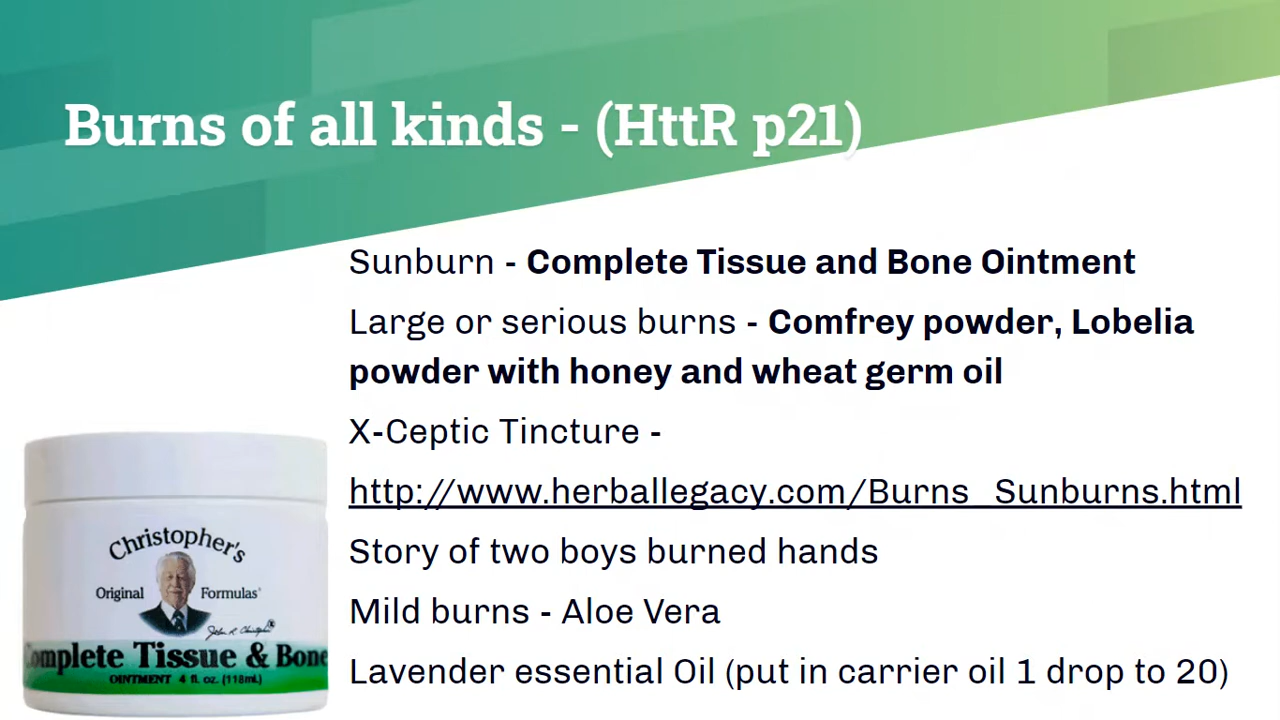 Burns of all kinds - (HttR p21)
Sunburn - Complete Tissue and Bone Ointment
Large or serious burns - Comfrey powder, Lobelia
powder with honey and wheat germ oil
X-Ceptic Tincture -
http://www.herballegacy.com/Burns_Sunburns.html
Story of two boys burned hands
Mild burns - Aloe Vera
Lavender essential Oil (put in carrier oil 1 drop to 20)
Christopher's
Original Formulas®
omplete Tissue & Bone
OINTMENT 4 fl. oz. (118mL)